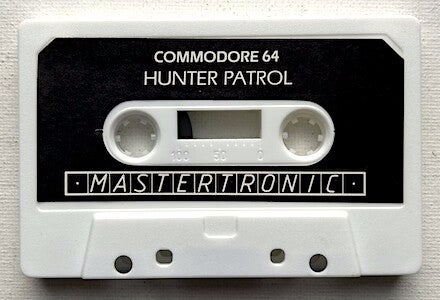 COMMODORE 64
HUNTER PATROL
100 50 0
· MASTERTRONIC ·